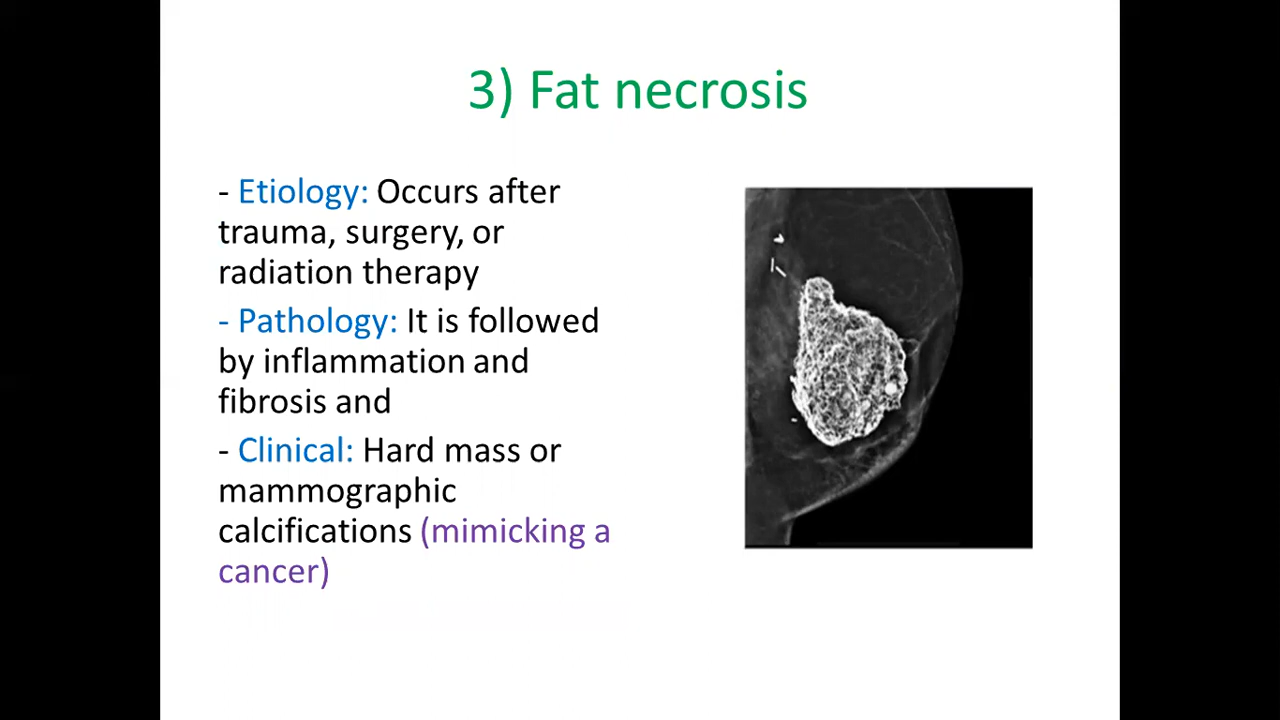 3) Fat necrosis
- Etiology: Occurs after
trauma, surgery, or
radiation therapy
- Pathology: It is followed
by inflammation and
fibrosis and
- Clinical: Hard mass or
mammographic
calcifications (mimicking a
cancer)